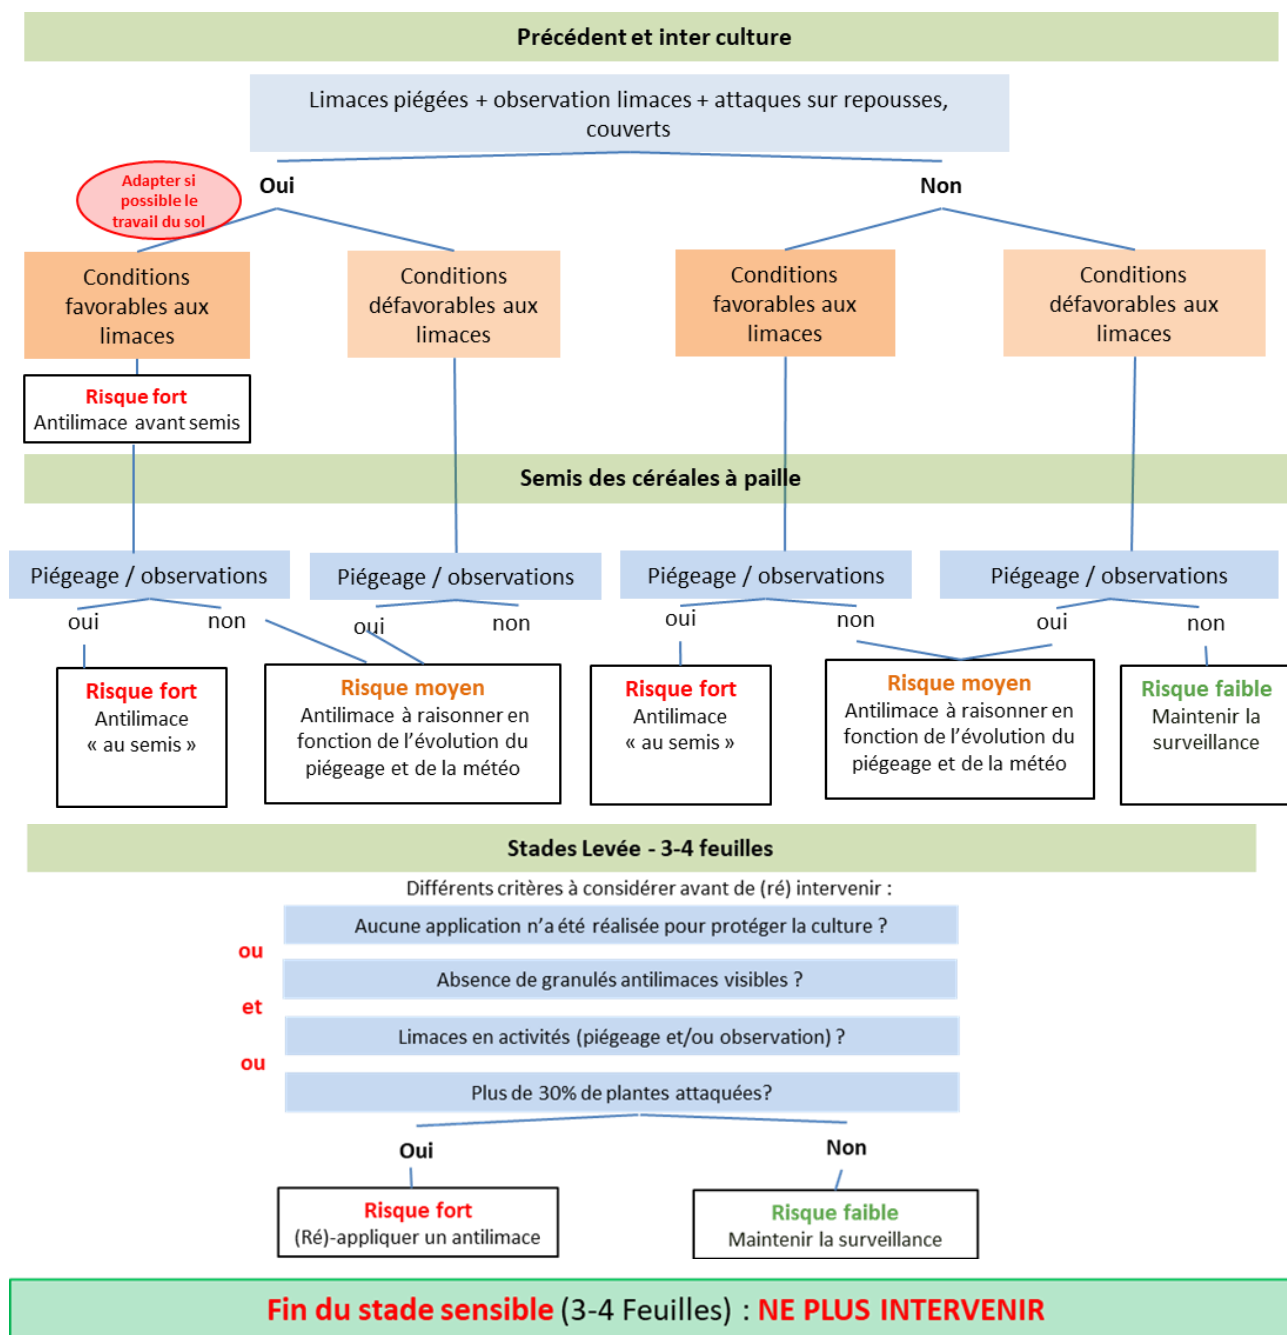 Précédent et inter culture
Limaces piégées + observation limaces + attaques sur repousses,
couverts
Adapter si
possible le
travail du sol
Oui
Non
Conditions
favorables aux
limaces
Conditions
défavorables aux
limaces
Conditions
favorables aux
limaces
Conditions
défavorables aux
limaces
Risque fort
Antilimace avant semis
Semis des céréales à paille
Piégeage / observations
Piégeage / observations
Piégeage / observations
Piégeage / observations
oui
non
oui
non
oui
non
oui
non
Risque fort
Antilimace
« au semis »
Risque moyen
Antilimace à raisonner en
fonction de l’évolution du
piégeage et de la météo
Risque fort
Antilimace
« au semis »
Risque moyen
Antilimace à raisonner en
fonction de l’évolution du
piégeage et de la météo
Risque faible
Maintenir la
surveillance
Stades Levée - 3-4 feuilles
Différents critères à considérer avant de (ré) intervenir :
Aucune application n’a été réalisée pour protéger la culture ?
ou
Absence de granulés antilimaces visibles ?
et
Limaces en activités (piégeage et/ou observation) ?
ou
Plus de 30% de plantes attaquées?
Oui
Non
Risque fort
(Ré)-appliquer un antilimace
Risque faible
Maintenir la surveillance
Fin du stade sensible (3-4 Feuilles) : NE PLUS INTERVENIR